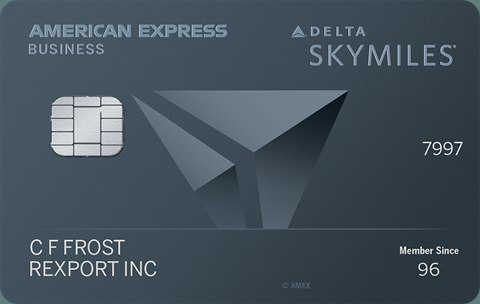 AMERICAN EXPRESS
BUSINESS
DELTA
SKYMILES®
7997
C F FROST
REXPORT INC
Member Since
96
© AMEX